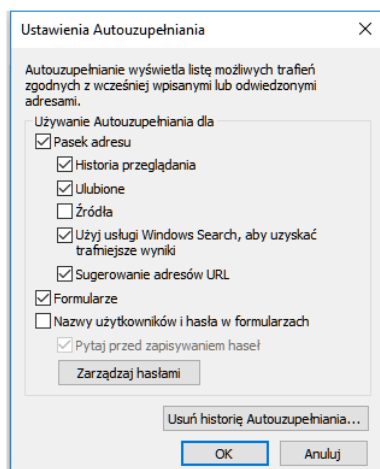 Ustawienia Autouzupełniania
Autouzupełnianie wyświetla listę możliwych trafień
zgodnych z wcześniej wpisanymi lub odwiedzonymi
adresami.
Używanie Autouzupełniania dla
Pasek adresu
Historia przeglądania
Ulubione
Źródła
Użyj usługi Windows Search, aby uzyskać
trafniejsze wyniki
Sugerowanie adresów URL
Formularze
Nazwy użytkowników i hasła w formularzach
Pytaj przed zapisywaniem haseł
Zarządzaj hasłami
Usuń historię Autouzupełniania...
OK Anuluj